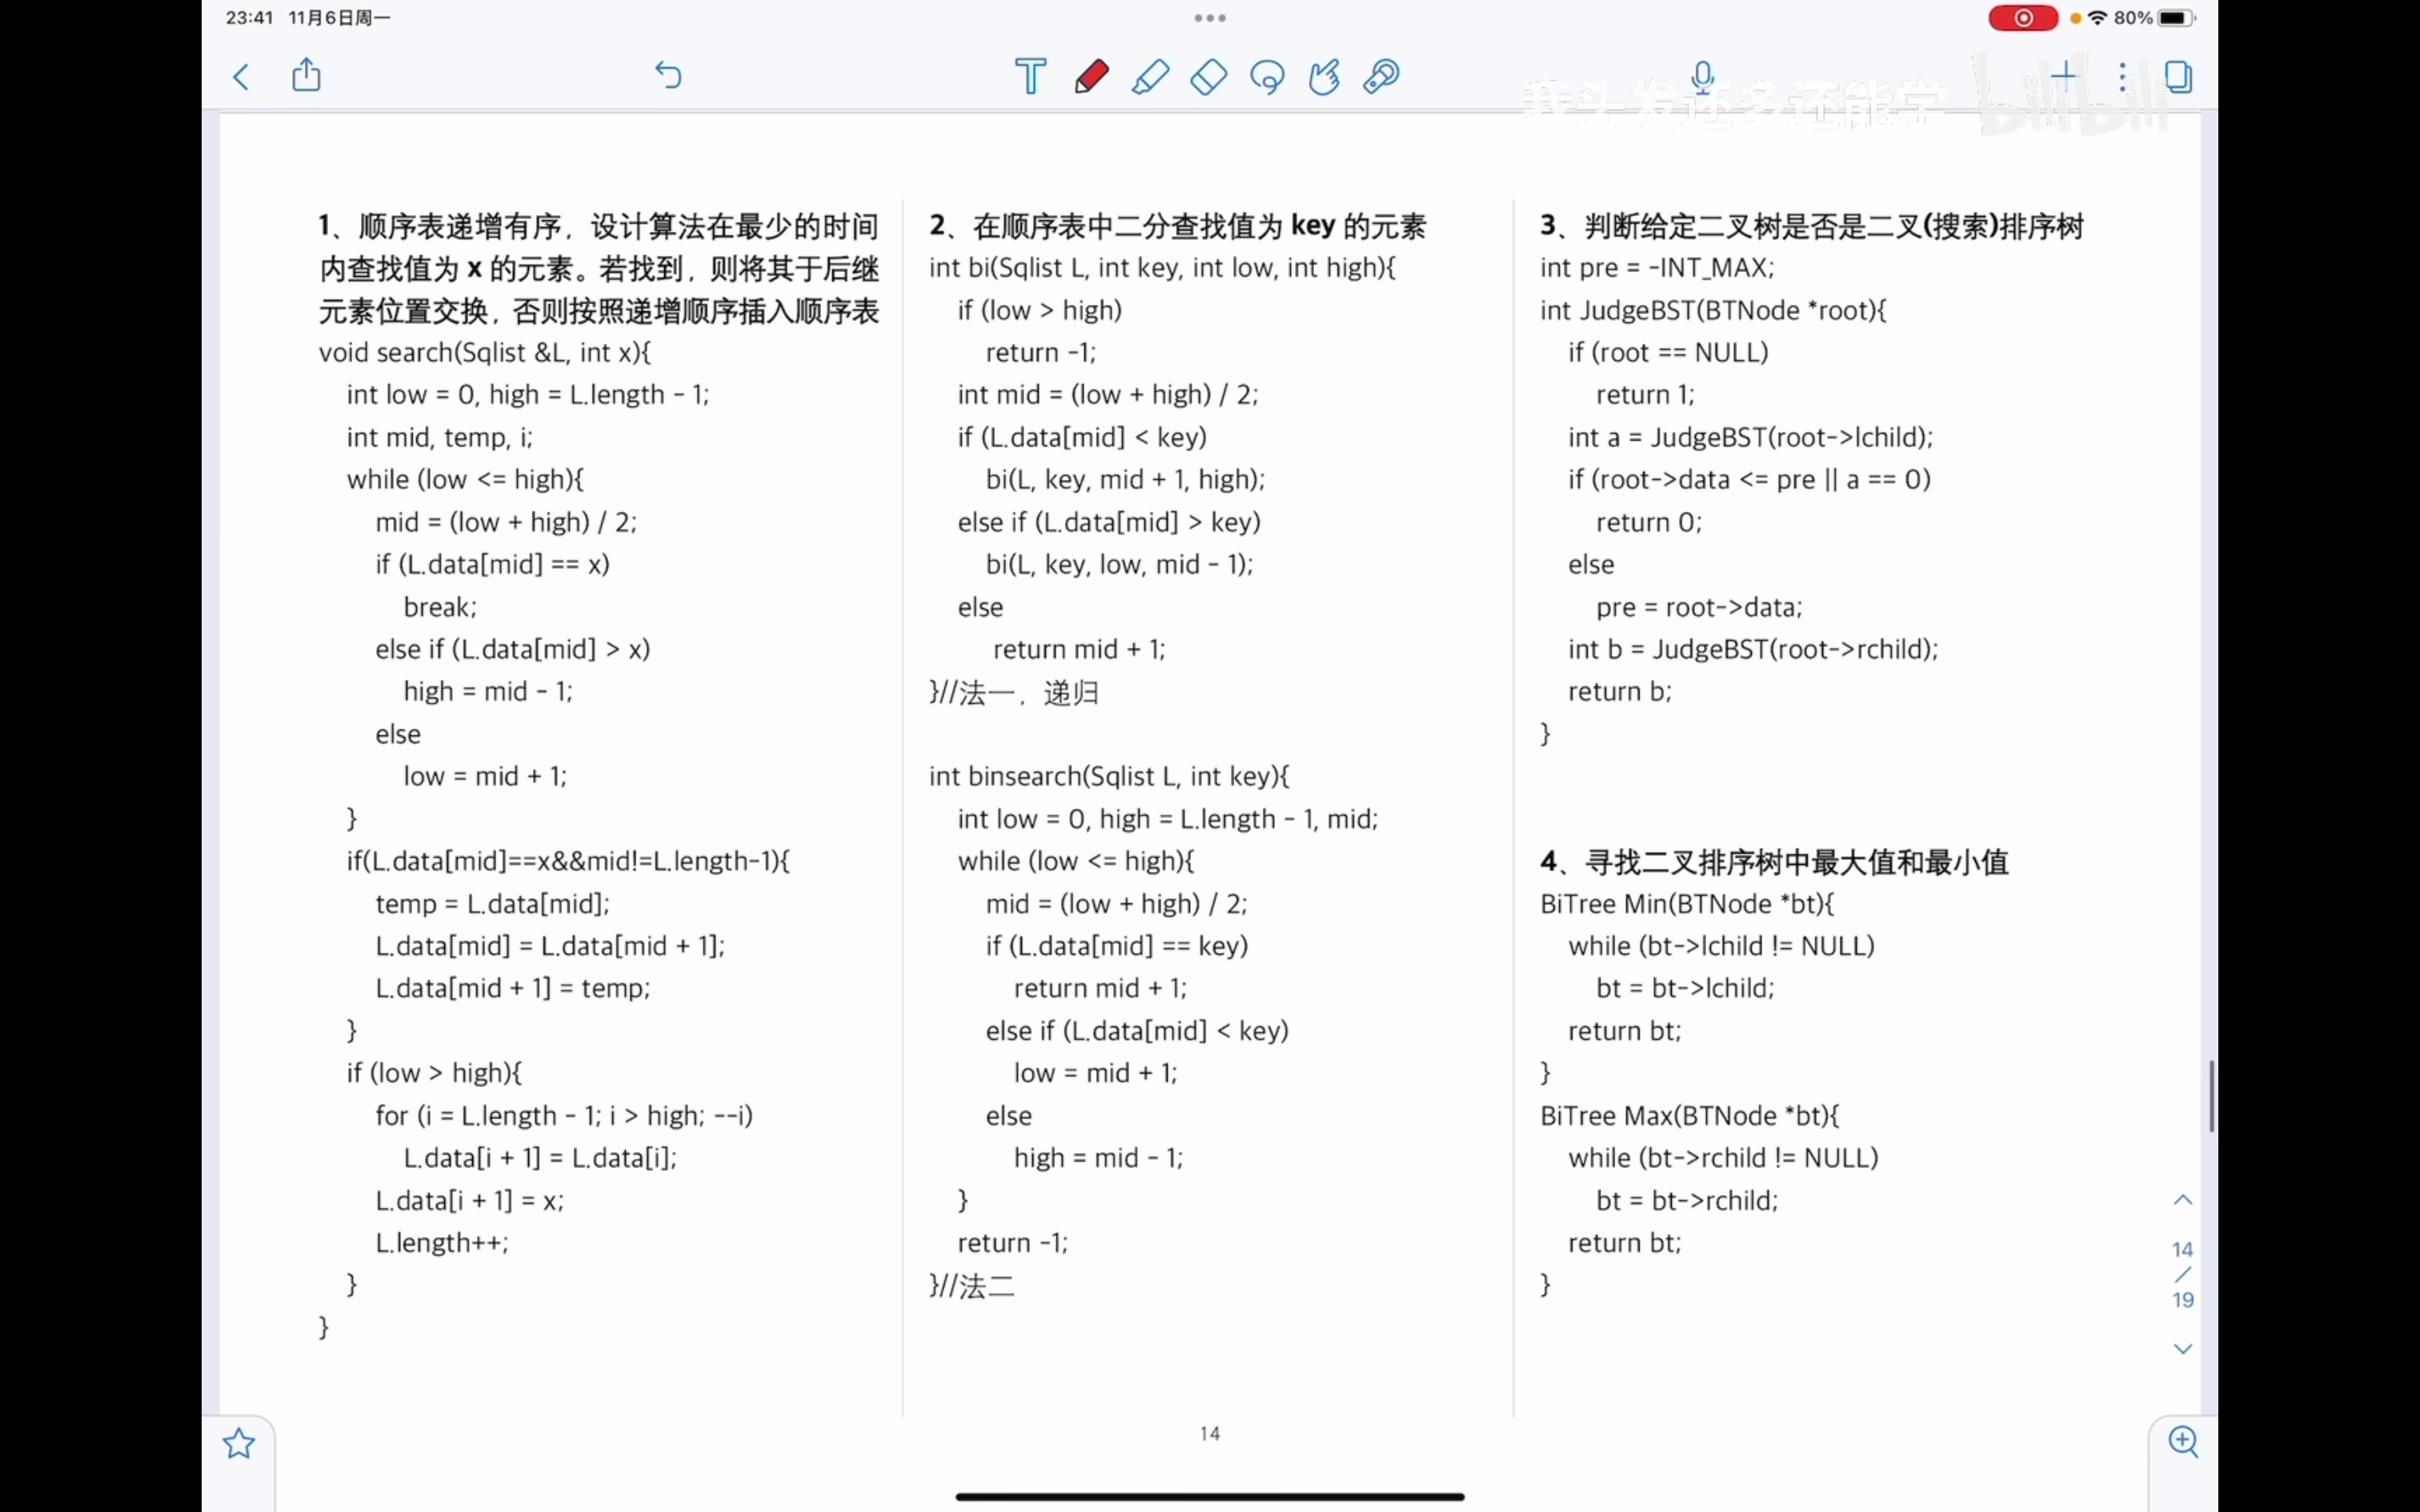 23:41 11月6日周一
80%
我头发还多还能学 bilibili
1、顺序表递增有序，设计算法在最少的时间
内查找值为 x 的元素。若找到，则将其于后继
元素位置交换，否则按照递增顺序插入顺序表
void search(Sqlist &L, int x){
int low = 0, high = L.length - 1;
int mid, temp, i;
while (low <= high){
mid = (low + high) / 2;
if (L.data[mid] == x)
break;
else if (L.data[mid] > x)
high = mid - 1;
else
low = mid + 1;
}
if(L.data[mid]==x&&mid!=L.length-1){
temp = L.data[mid];
L.data[mid] = L.data[mid + 1];
L.data[mid + 1] = temp;
}
if (low > high){
for (i = L.length - 1; i > high; --i)
L.data[i + 1] = L.data[i];
L.data[i + 1] = x;
L.length++;
}
}
2、在顺序表中二分查找值为 key 的元素
int bi(Sqlist L, int key, int low, int high){
if (low > high)
return -1;
int mid = (low + high) / 2;
if (L.data[mid] < key)
bi(L, key, mid + 1, high);
else if (L.data[mid] > key)
bi(L, key, low, mid - 1);
else
return mid + 1;
}//法一，递归
int binsearch(Sqlist L, int key){
int low = 0, high = L.length - 1, mid;
while (low <= high){
mid = (low + high) / 2;
if (L.data[mid] == key)
return mid + 1;
else if (L.data[mid] < key)
low = mid + 1;
else
high = mid - 1;
}
return -1;
}//法二
3、判断给定二叉树是否是二叉(搜索)排序树
int pre = -INT_MAX;
int JudgeBST(BTNode *root){
if (root == NULL)
return 1;
int a = JudgeBST(root->lchild);
if (root->data <= pre || a == 0)
return 0;
else
pre = root->data;
int b = JudgeBST(root->rchild);
return b;
}
4、寻找二叉排序树中最大值和最小值
BiTree Min(BTNode *bt){
while (bt->lchild != NULL)
bt = bt->lchild;
return bt;
}
BiTree Max(BTNode *bt){
while (bt->rchild != NULL)
bt = bt->rchild;
return bt;
}
14
/
19
14